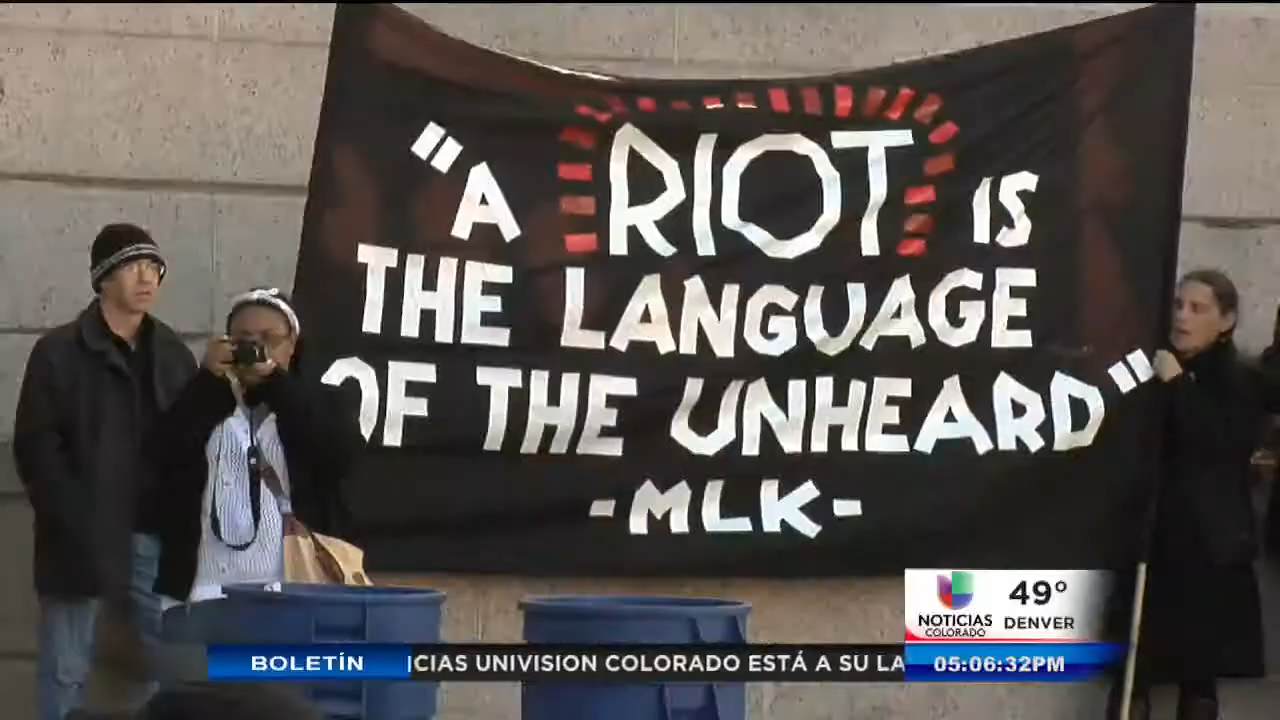 "A RIOT IS
THE LANGUAGE
OF THE UNHEARD"
-MLK-
NOTICIAS
COLORADO
49°
DENVER
BOLETÍN
ICIAS UNIVISION COLORADO ESTÁ A SU LA
05:06:32PM